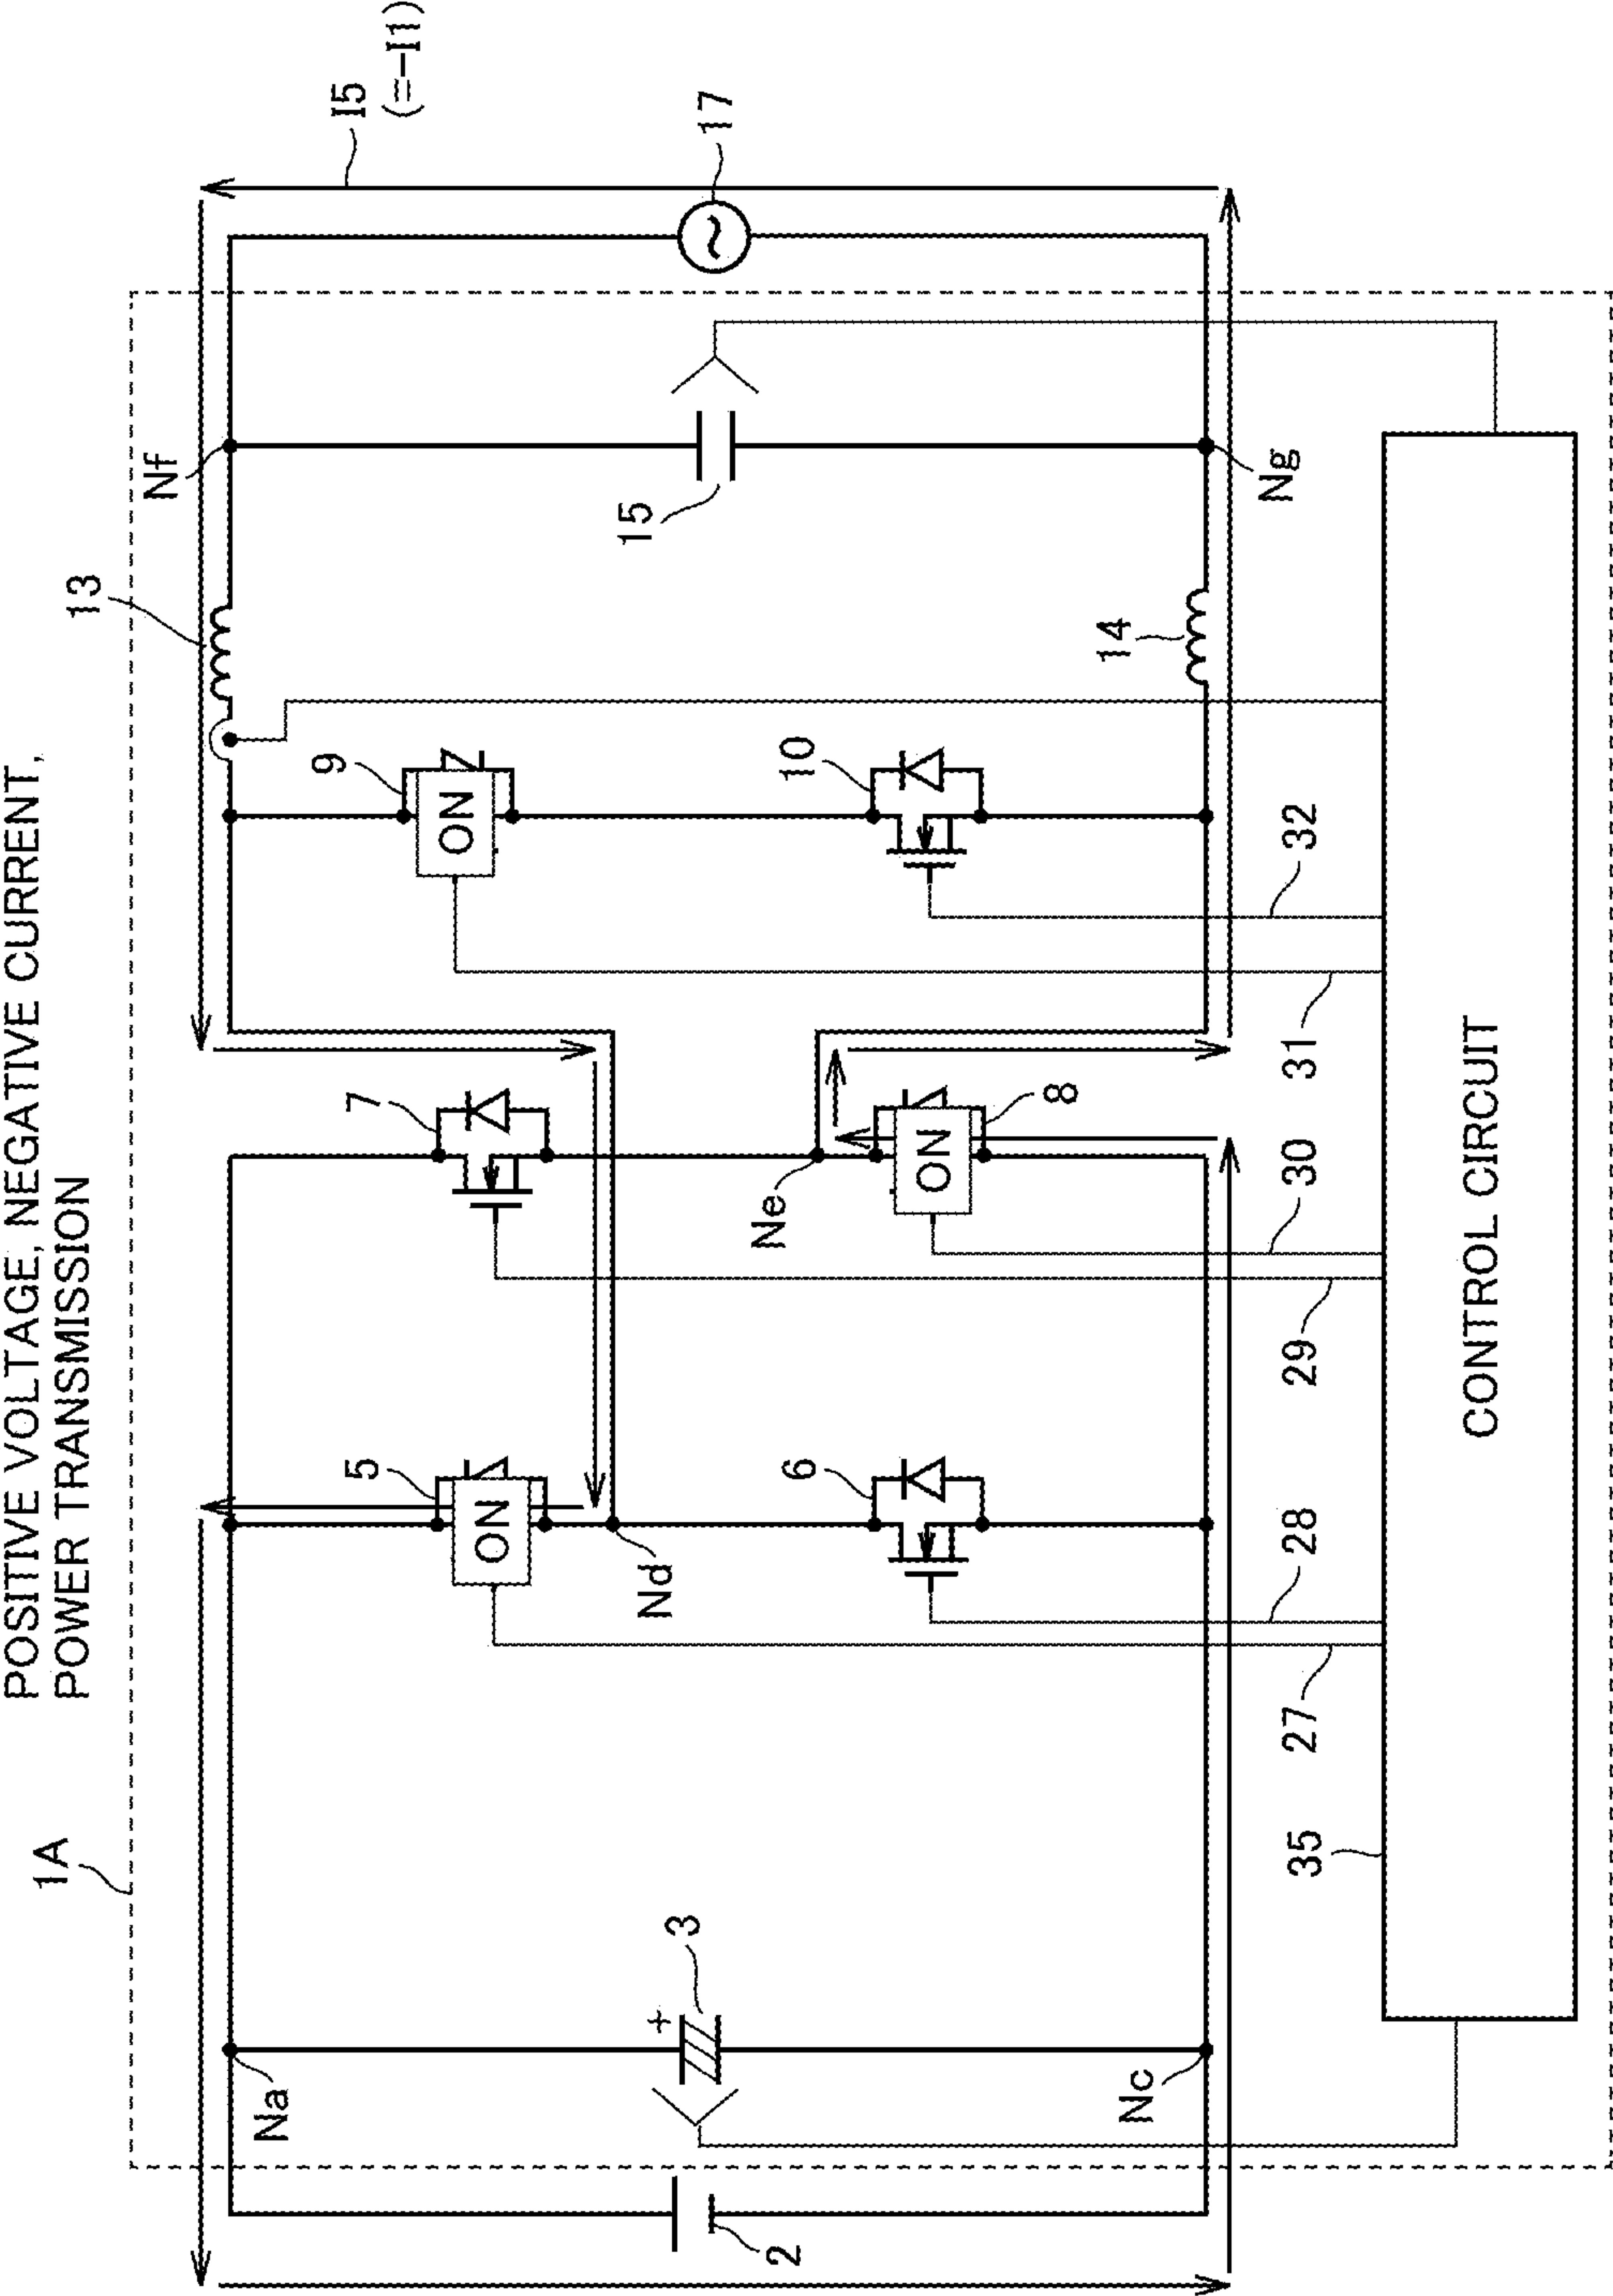 POSITIVE VOLTAGE, NEGATIVE CURRENT,
POWER TRANSMISSION
1A
I5
(=-I1)
13
Nf
17
9
7
5
15
10
Na
3
+
Nd
6
Ne
8
14
2
Nc
Ng
27
28
29
30
31
32
ON
ON
ON
35
CONTROL CIRCUIT